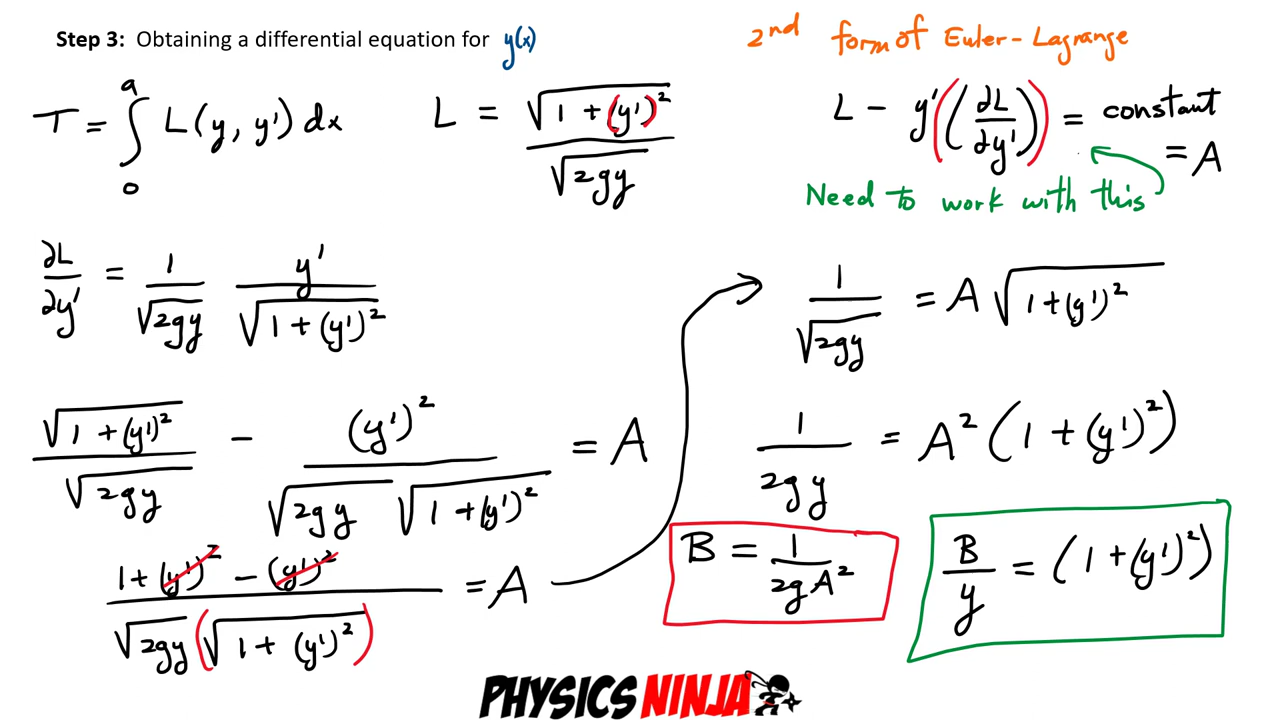 Step 3: Obtaining a differential equation for y(x)
2nd form of Euler-Lagrange
T = ∫₀ᵃ L(y, y') dx
L = √(1 + (y')²) / √(2gy)
L - y' (∂L/∂y') = constant
= A
Need to work with this
∂L/∂y' = 1/√(2gy) y'/√(1 + (y')²)
√(1 + (y')²) / √(2gy) - (y')² / (√(2gy) √(1 + (y')²)) = A
(1 + (y')² - (y')²) / (√(2gy) (√(1 + (y')²))) = A
1/√(2gy) = A √(1 + (y')²)
1/(2gy) = A² (1 + (y')²)
B = 1/(2gA²)
B/y = (1 + (y')²)
PHYSICS NINJA